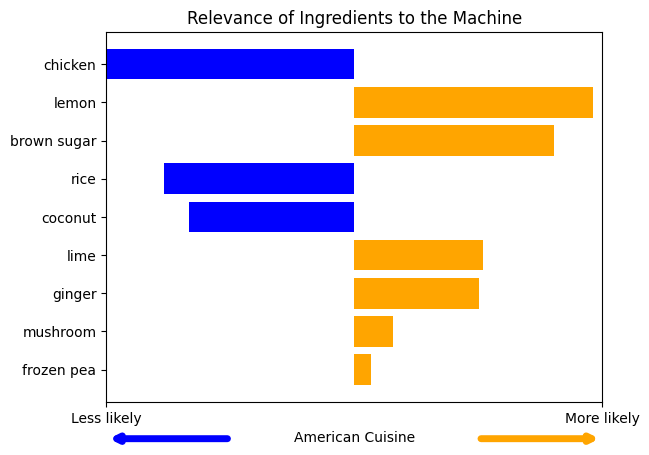 Relevance of Ingredients to the Machine
chicken
lemon
brown sugar
rice
coconut
lime
ginger
mushroom
frozen pea
Less likely
More likely
American Cuisine